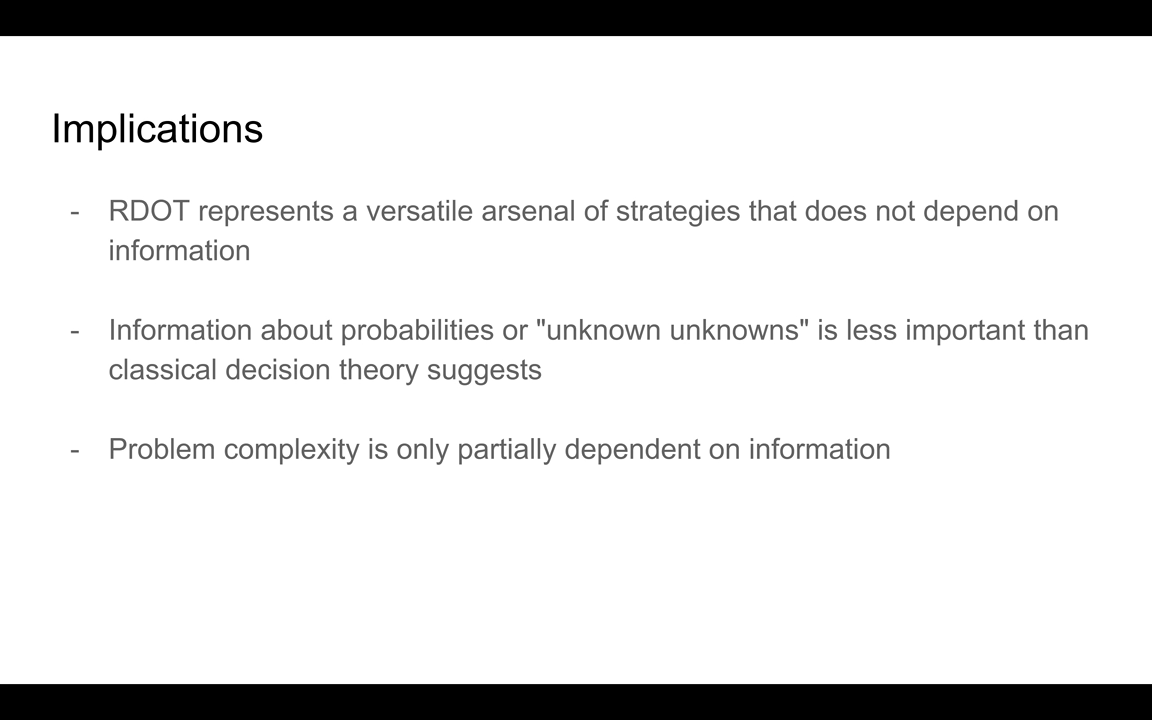 Implications
- RDOT represents a versatile arsenal of strategies that does not depend on
information
- Information about probabilities or "unknown unknowns" is less important than
classical decision theory suggests
- Problem complexity is only partially dependent on information